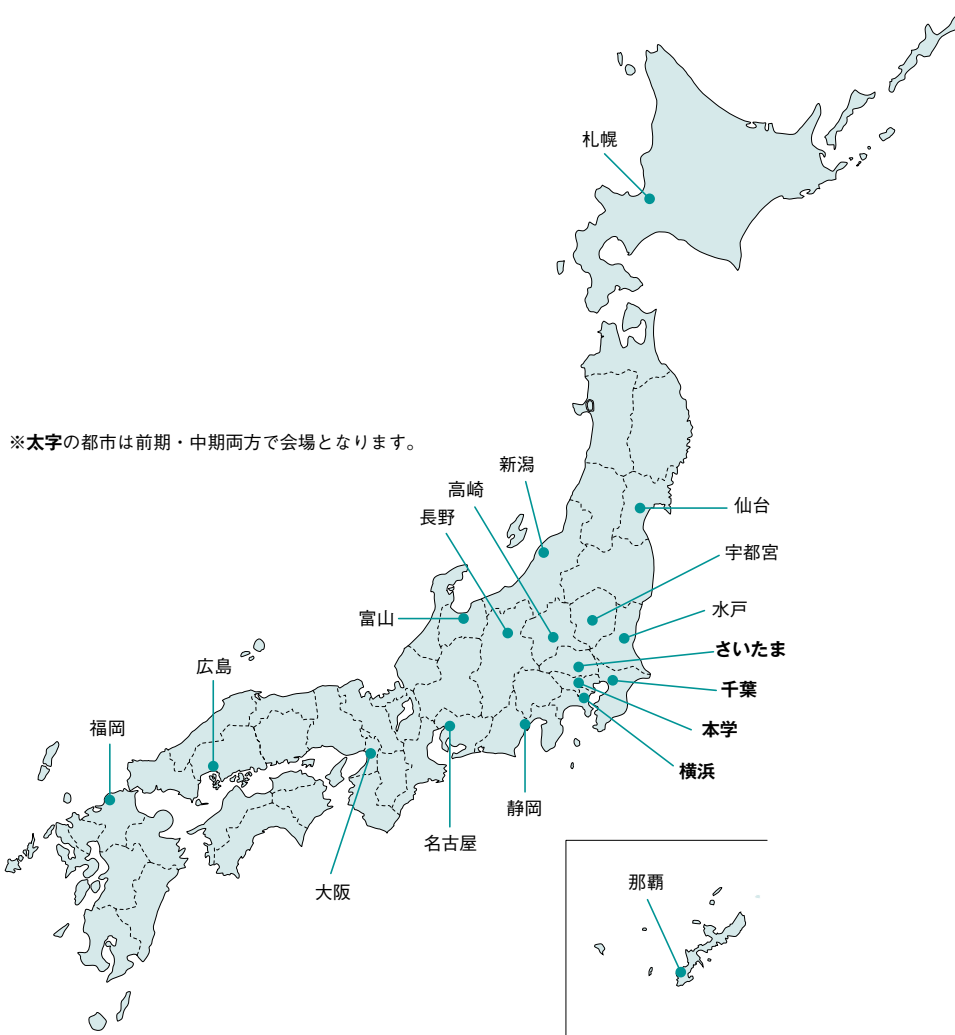 札幌
※太字の都市は前期・中期両方で会場となります。
新潟
高崎
長野
仙台
宇都宮
富山
水戸
さいたま
広島
千葉
福岡
本学
横浜
静岡
名古屋
大阪
那覇